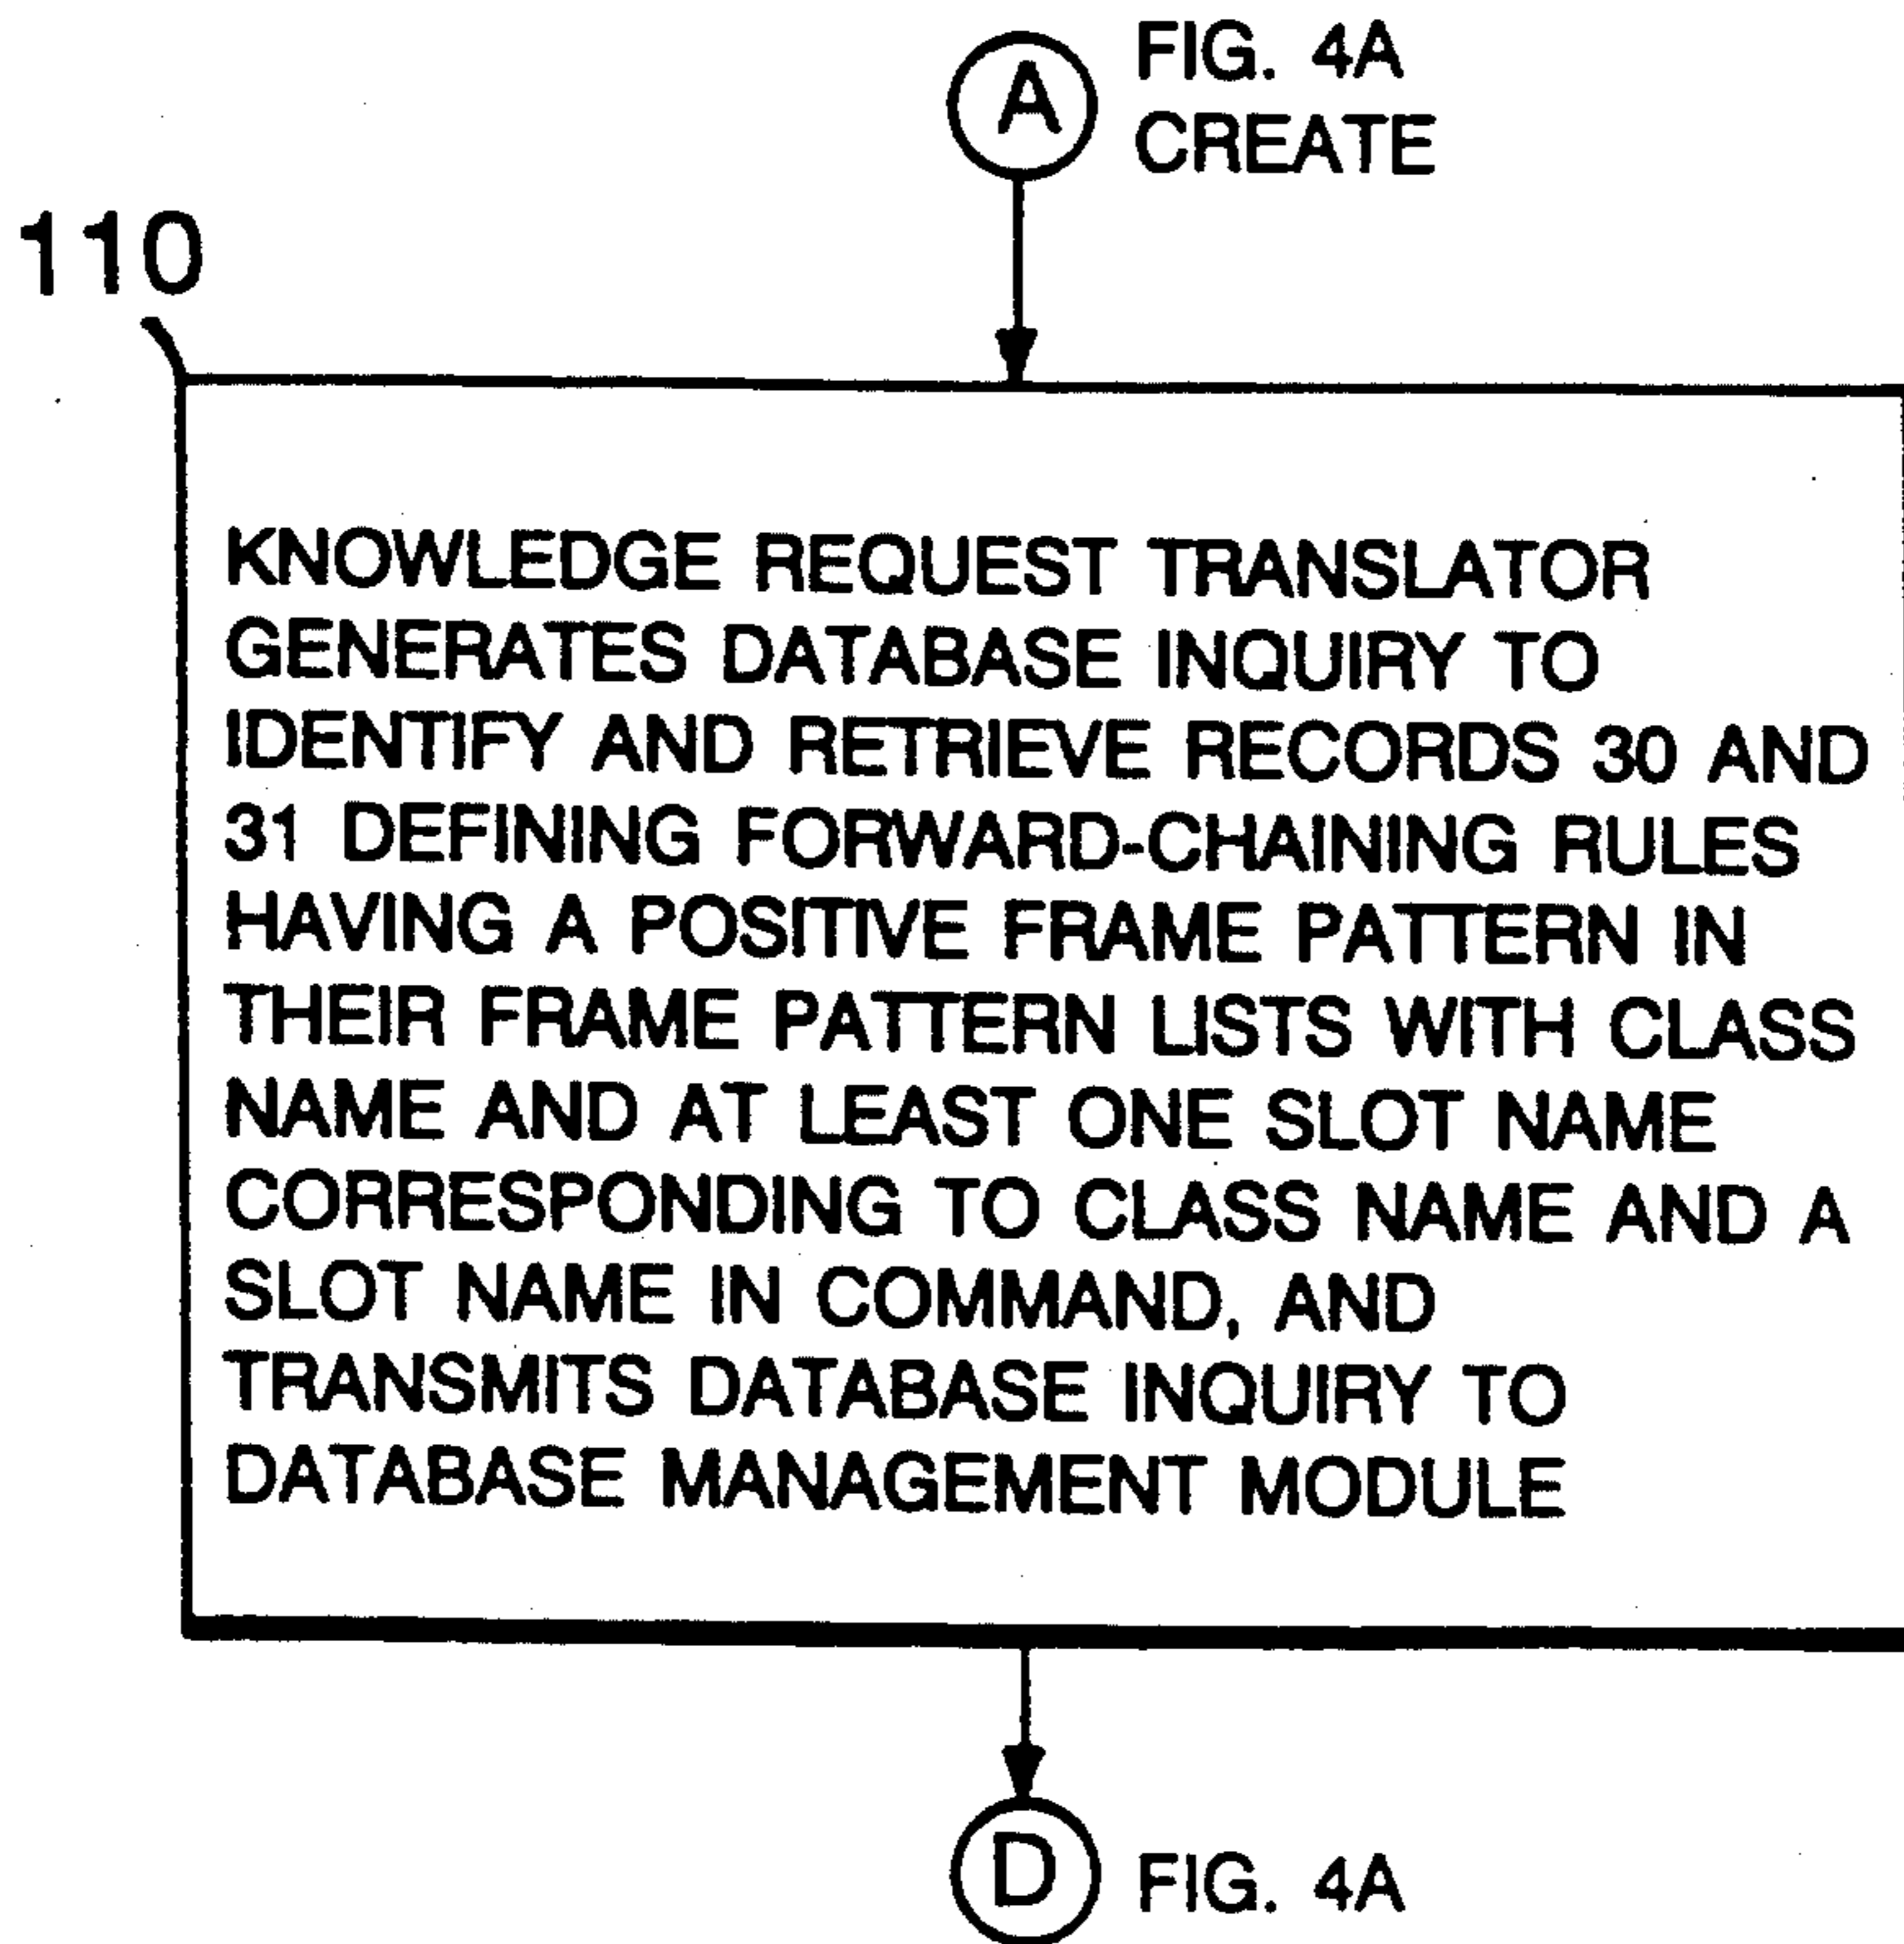 A
FIG. 4A
CREATE
110
KNOWLEDGE REQUEST TRANSLATOR
GENERATES DATABASE INQUIRY TO
IDENTIFY AND RETRIEVE RECORDS 30 AND
31 DEFINING FORWARD-CHAINING RULES
HAVING A POSITIVE FRAME PATTERN IN
THEIR FRAME PATTERN LISTS WITH CLASS
NAME AND AT LEAST ONE SLOT NAME
CORRESPONDING TO CLASS NAME AND A
SLOT NAME IN COMMAND, AND
TRANSMITS DATABASE INQUIRY TO
DATABASE MANAGEMENT MODULE
D
FIG. 4A